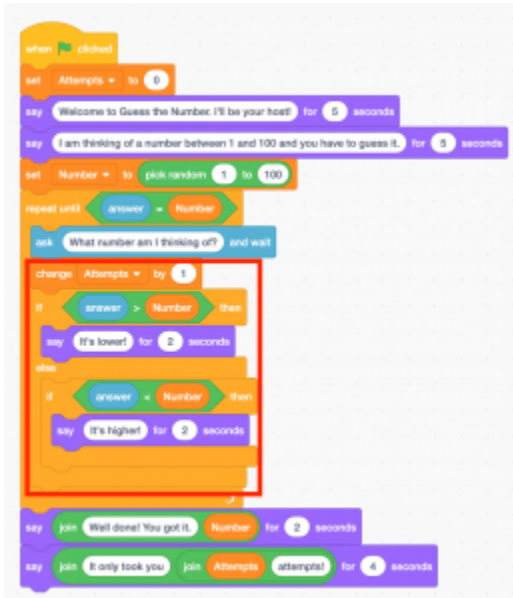 when clicked
set Attempts to 0
say Welcome to Guess the Number. I'll be your host! for 5 seconds
say I am thinking of a number between 1 and 100 and you have to guess it. for 5 seconds
set Number to pick random 1 to 100
repeat until answer = Number
ask What number am I thinking of? and wait
change Attempts by 1
if answer > Number then
say It's lower! for 2 seconds
else
if answer < Number then
say It's higher! for 2 seconds
say join Well done! You got it. Number for 2 seconds
say join It only took you join Attempts attempts! for 4 seconds